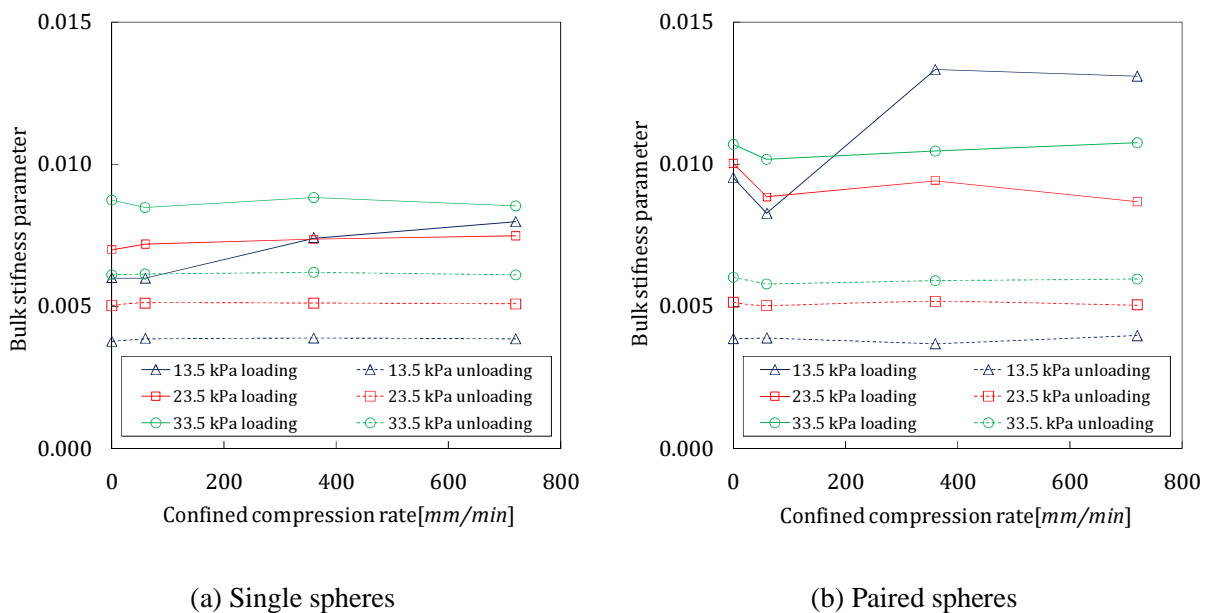 0.015
0.010
0.005
0.000
Bulk stifness parameter
13.5 kPa loading
13.5 kPa unloading
23.5 kPa loading
23.5 kPa unloading
33.5 kPa loading
33.5 kPa unloading
0 200 400 600 800
Confined compression rate[mm/min]
(a) Single spheres
0.015
0.010
0.005
0.000
Bulk stifness parameter
13.5 kPa loading
13.5 kPa unloading
23.5 kPa loading
23.5 kPa unloading
33.5 kPa loading
33.5. kPa unloading
0 200 400 600 800
Confined compression rate[mm/min]
(b) Paired spheres